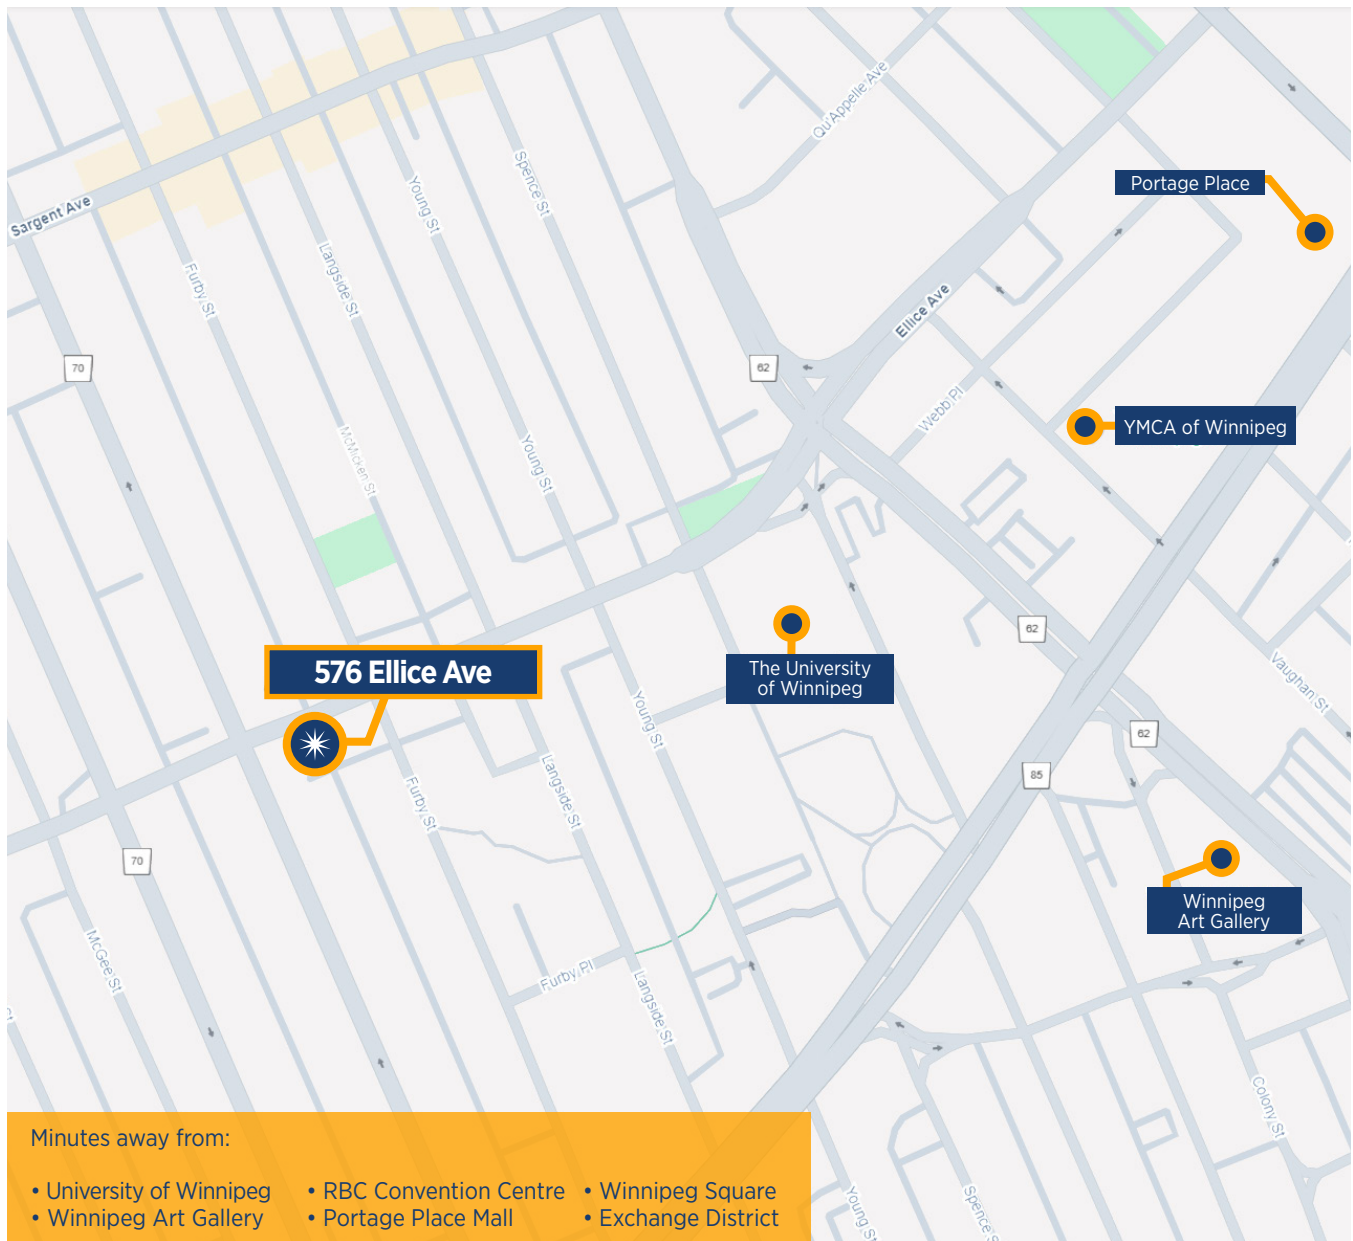 Qu'Appelle Ave
Spence St
Portage Place
Young St
Sargent Ave
Langside St
Furby St
Ellice Ave
70
62
Webb Pl
YMCA of Winnipeg
McMicken St
Young St
62
576 Ellice Ave
The University
of Winnipeg
Vaughan St
Young St
62
85
Langside St
Furby St
70
Winnipeg
Art Gallery
McGee St
Furby Pl
Langside St
St
Colony St
Minutes away from:
• University of Winnipeg
• Winnipeg Art Gallery
• RBC Convention Centre
• Portage Place Mall
• Winnipeg Square
• Exchange District
Young St
Spence S